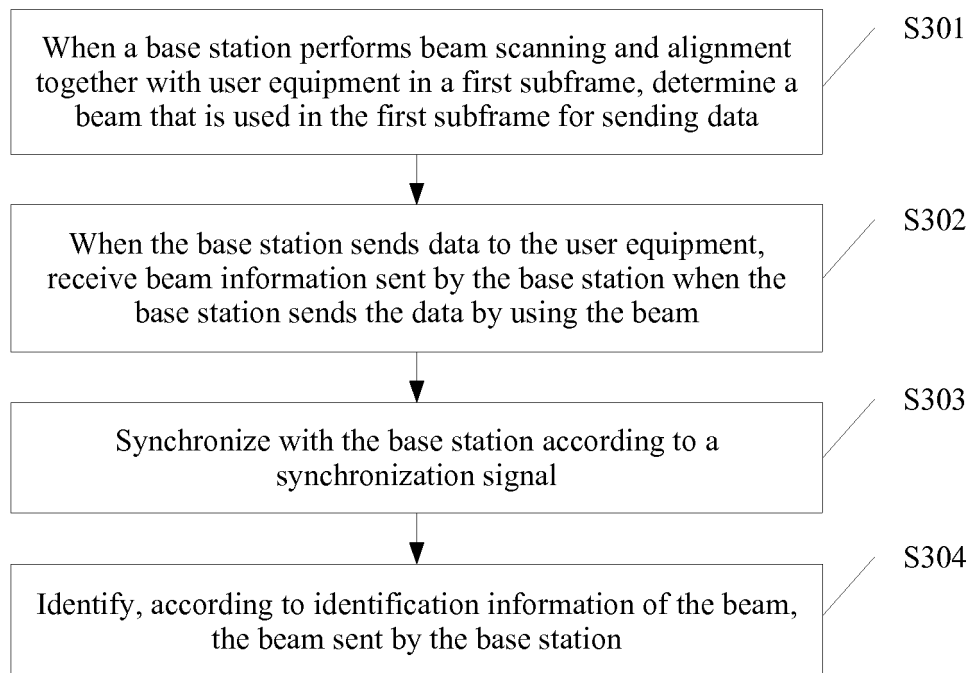 When a base station performs beam scanning and alignment
together with user equipment in a first subframe, determine a
beam that is used in the first subframe for sending data
S301
When the base station sends data to the user equipment,
receive beam information sent by the base station when the
base station sends the data by using the beam
S302
Synchronize with the base station according to a
synchronization signal
S303
Identify, according to identification information of the beam,
the beam sent by the base station
S304